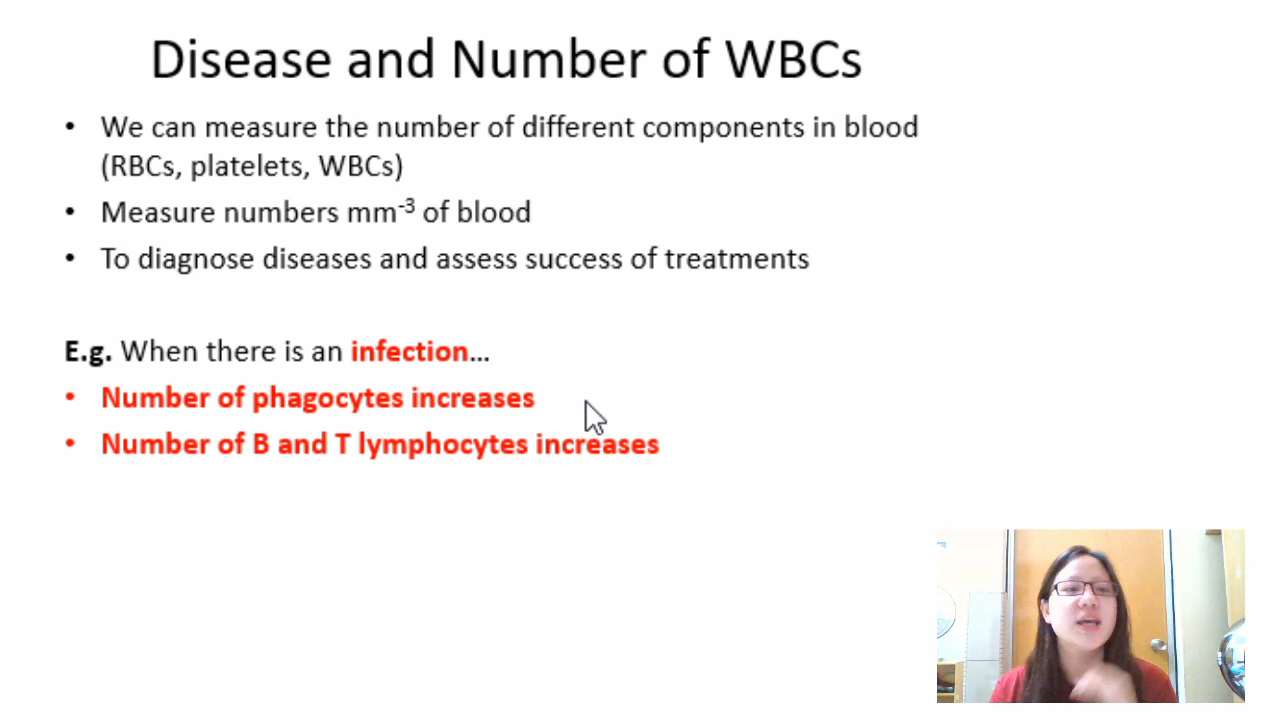 Disease and Number of WBCs
• We can measure the number of different components in blood
(RBCs, platelets, WBCs)
• Measure numbers mm⁻³ of blood
• To diagnose diseases and assess success of treatments
E.g. When there is an infection...
• Number of phagocytes increases
• Number of B and T lymphocytes increases